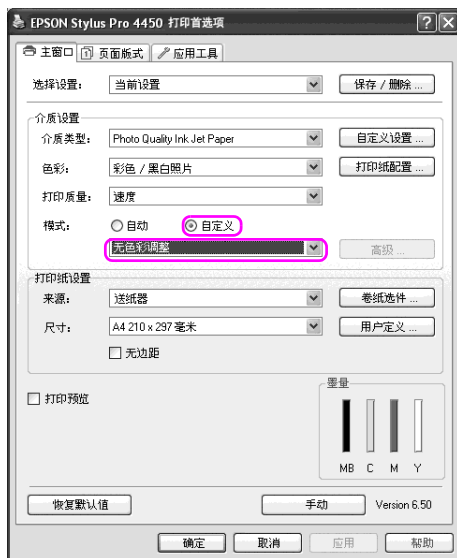 EPSON Stylus Pro 4450 打印首选项
主窗口 页面版式 应用工具
选择设置: 当前设置 保存 / 删除 ...
介质设置
介质类型: Photo Quality Ink Jet Paper 自定义设置 ...
色彩: 彩色 / 黑白照片 打印纸配置 ...
打印质量: 速度
模式: 自动 自定义
无色彩调整 高级 ...
打印纸设置
来源: 送纸器 卷纸选件 ...
尺寸: A4 210 x 297 毫米 用户定义 ...
无边距
打印预览
墨量
MB C M Y
恢复默认值 手动 Version 6.50
确定 取消 应用 帮助